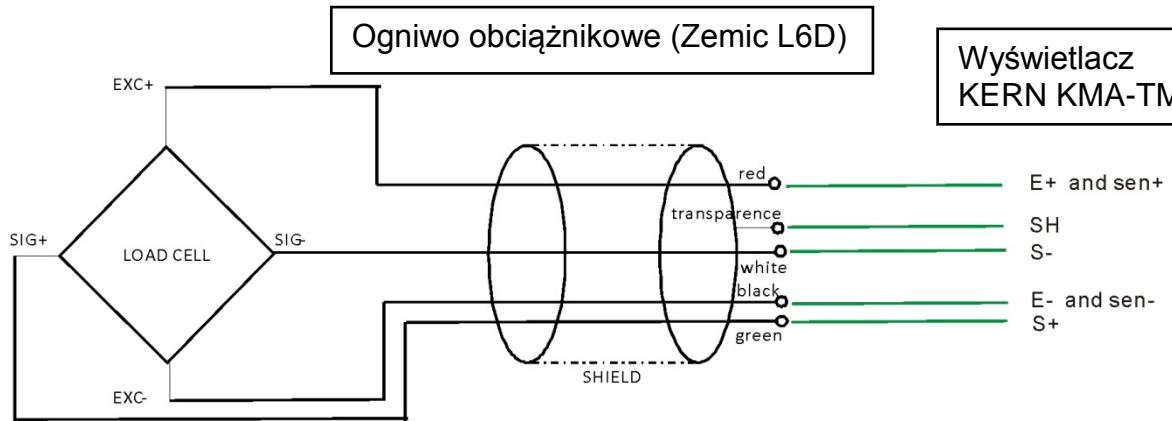 Ogniwo obciążnikowe (Zemic L6D)
Wyświetlacz
KERN KMA-TM
EXC+
red
E+ and sen+
transparence
SH
SIG+
LOAD CELL
SIG-
S-
white
black
E- and sen-
S+
green
SHIELD
EXC-